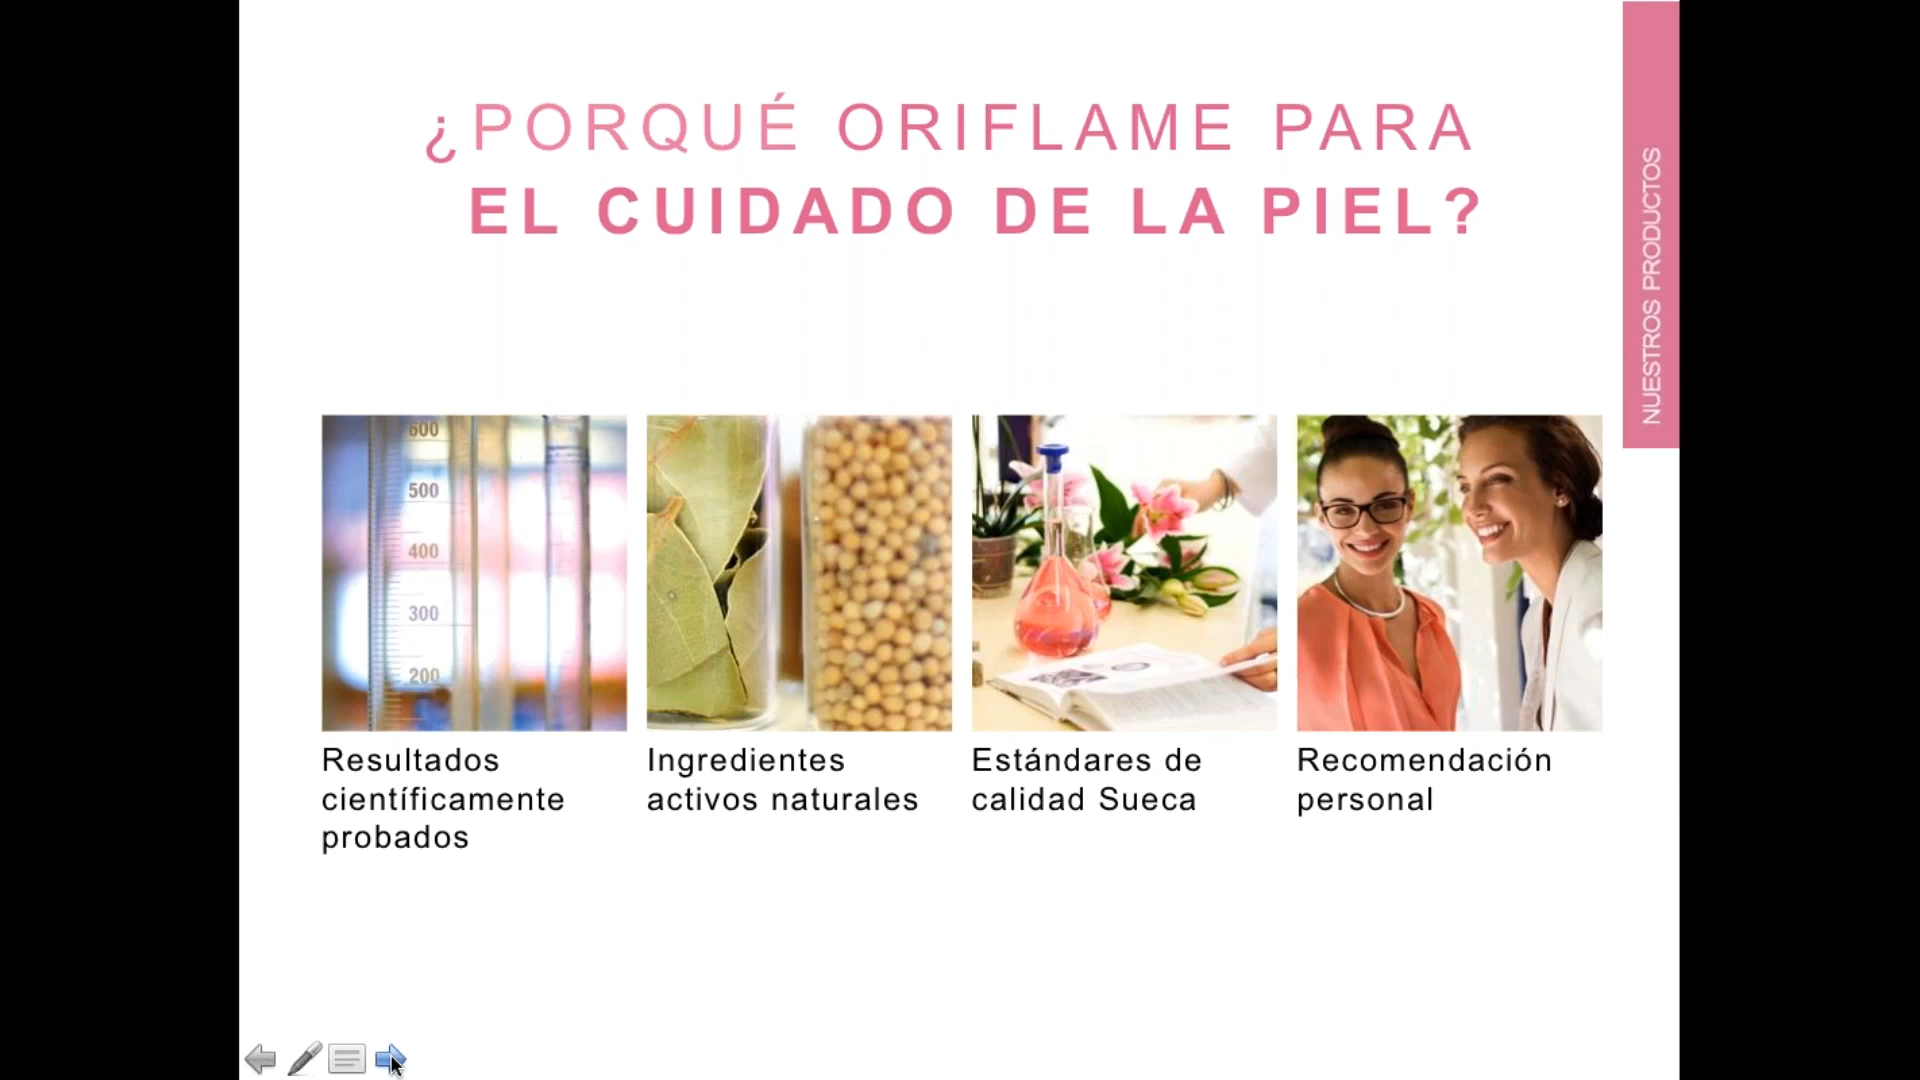 ¿PORQUÉ ORIFLAME PARA
EL CUIDADO DE LA PIEL?
NUESTROS PRODUCTOS
600
500
400
300
200
Resultados
científicamente
probados
Ingredientes
activos naturales
Estándares de
calidad Sueca
Recomendación
personal